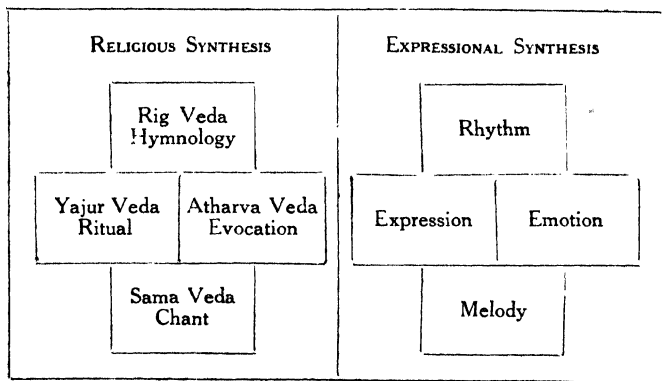 RELIGIOUS SYNTHESIS
Rig Veda
Hymnology
Yajur Veda
Ritual
Atharva Veda
Evocation
Sama Veda
Chant
EXPRESSIONAL SYNTHESIS
Rhythm
Expression
Emotion
Melody